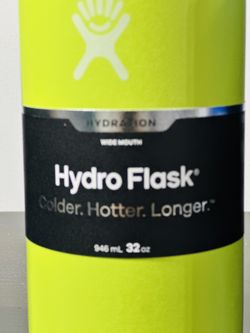 HYDRATION
WIDE MOUTH
Hydro Flask®
Colder. Hotter. Longer.™
946 mL 32 oz